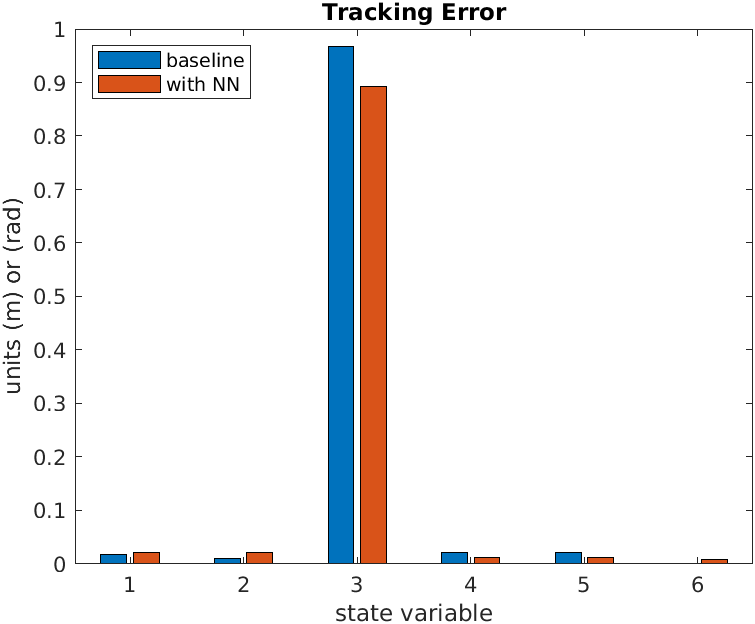 Tracking Error
baseline
with NN
units (m) or (rad)
1
0.9
0.8
0.7
0.6
0.5
0.4
0.3
0.2
0.1
0
1 2 3 4 5 6
state variable